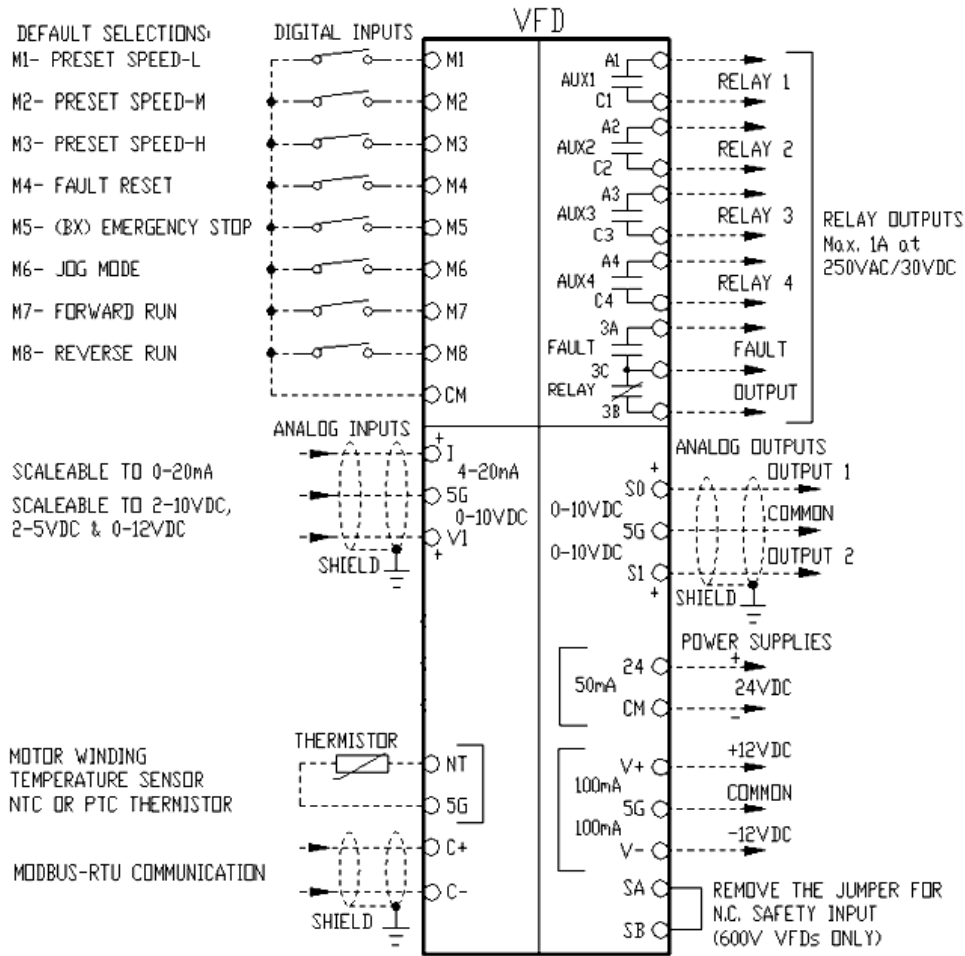 VFD
DEFAULT SELECTIONS:
DIGITAL INPUTS
M1- PRESET SPEED-L
M2- PRESET SPEED-M
M3- PRESET SPEED-H
M4- FAULT RESET
M5- (BX) EMERGENCY STOP
M6- JOG MODE
M7- FORWARD RUN
M8- REVERSE RUN
M1
M2
M3
M4
M5
M6
M7
M8
CM
A1
AUX1
C1
RELAY 1
A2
AUX2
C2
RELAY 2
A3
AUX3
C3
RELAY 3
A4
AUX4
C4
RELAY 4
3A
FAULT
3C
RELAY
3B
FAULT
OUTPUT
RELAY OUTPUTS
Max. 1A at
250VAC/30VDC
ANALOG INPUTS
SCALEABLE TO 0-20mA
SCALEABLE TO 2-10VDC,
2-5VDC & 0-12VDC
+
I
4-20mA
5G
0-10VDC
V1
+
SHIELD
ANALOG OUTPUTS
+
S0
OUTPUT 1
0-10VDC
5G
COMMON
0-10VDC
S1
OUTPUT 2
+
SHIELD
POWER SUPPLIES
24
+
50mA
24VDC
CM
-
V+
+12VDC
100mA
5G
COMMON
100mA
V-
-12VDC
THERMISTOR
MOTOR WINDING
TEMPERATURE SENSOR
NTC OR PTC THERMISTOR
NT
5G
MODBUS-RTU COMMUNICATION
C+
C-
SHIELD
SA
SB
REMOVE THE JUMPER FOR
N.C. SAFETY INPUT
(600V VFDs ONLY)